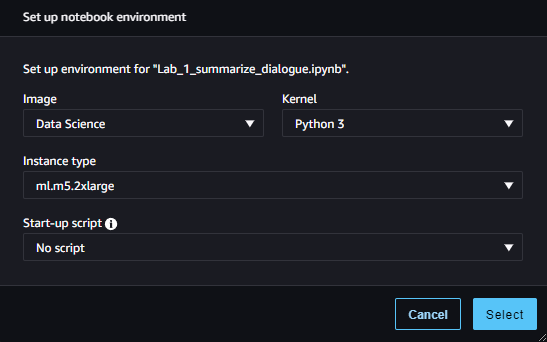 Set up notebook environment
Set up environment for "Lab_1_summarize_dialogue.ipynb".
Image
Kernel
Data Science
Python 3
Instance type
ml.m5.2xlarge
Start-up script
No script
Cancel
Select